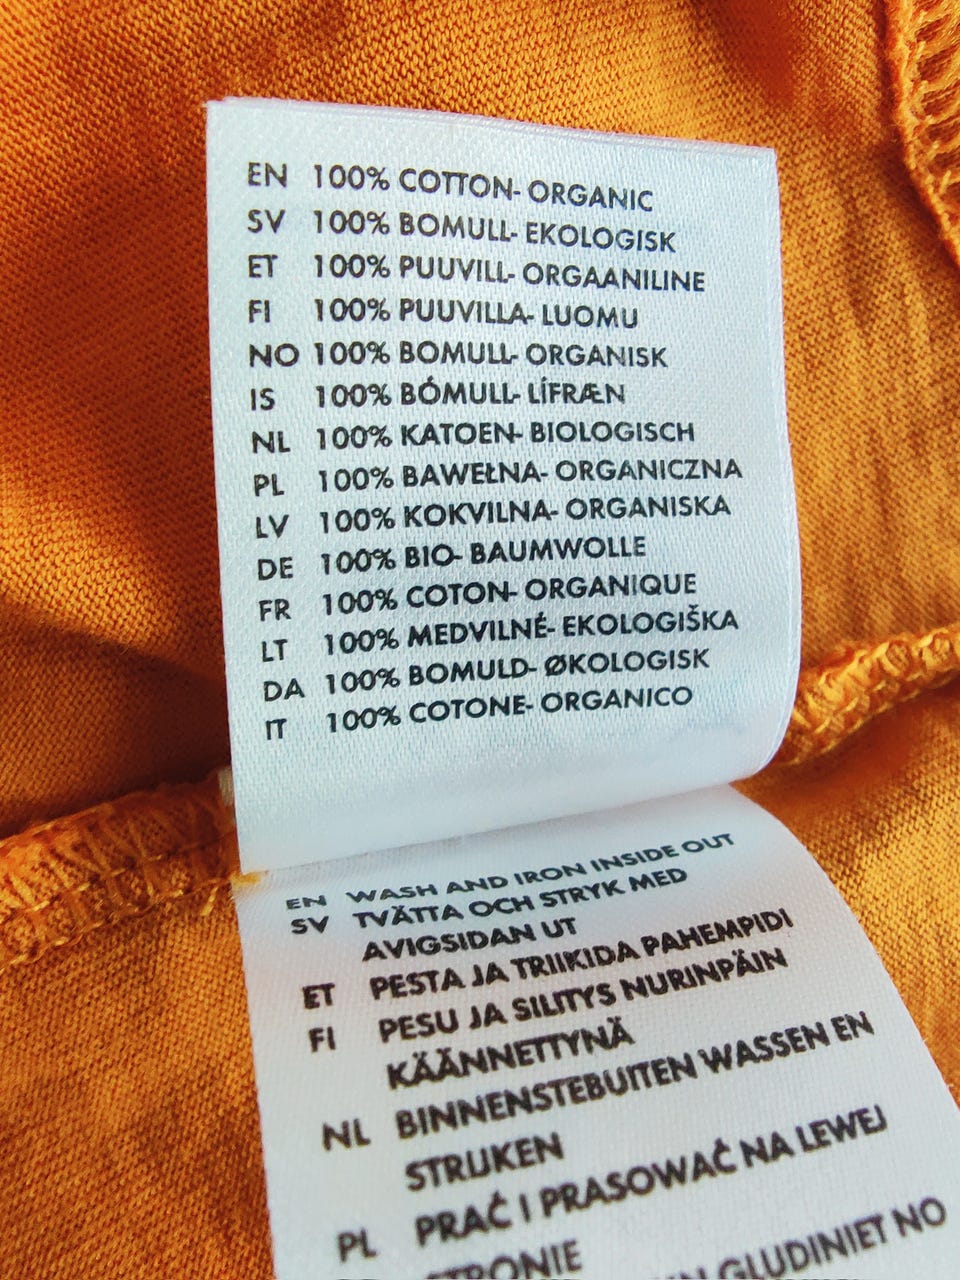 EN 100% COTTON- ORGANIC
SV 100% BOMULL- EKOLOGISK
ET 100% PUUVILL- ORGAANILINE
FI 100% PUUVILLA- LUOMU
NO 100% BOMULL- ORGANISK
IS 100% BÓMULL- LÍFRÆN
NL 100% KATOEN- BIOLOGISCH
PL 100% BAWEŁNA- ORGANICZNA
LV 100% KOKVILNA- ORGANISKA
DE 100% BIO- BAUMWOLLE
FR 100% COTON- ORGANIQUE
LT 100% MEDVILNÉ- EKOLOGIŠKA
DA 100% BOMULD- ØKOLOGISK
IT 100% COTONE- ORGANICO
EN WASH AND IRON INSIDE OUT
SV TVÄTTA OCH STRYK MED
AVIGSIDAN UT
ET PESTA JA TRIIKIDA PAHEMPIDI
FI PESU JA SILITYS NURINPÄIN
KÄÄNNETTYNÄ
NL BINNENSTEBUITEN WASSEN EN
STRIJKEN
PL PRAĆ I PRASOWAĆ NA LEWEJ
STRONIE
GLUDINIET NO